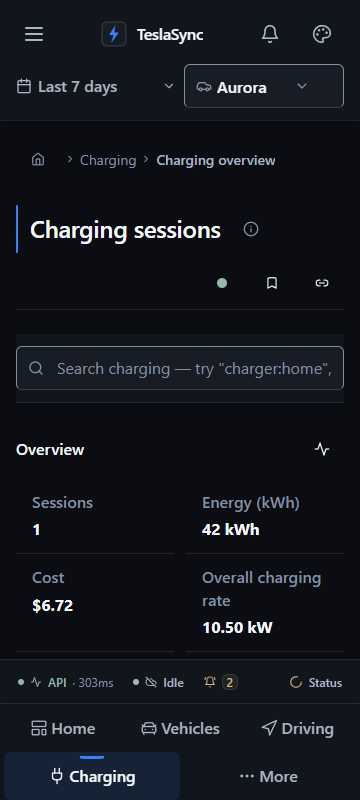 TeslaSync
Last 7 days
Aurora
Charging
Charging overview
Charging sessions
Search charging — try "charger:home",
Overview
Sessions
1
Energy (kWh)
42 kWh
Cost
$6.72
Overall charging
rate
10.50 kW
API · 303ms
Idle
2
Status
Home
Vehicles
Driving
Charging
More